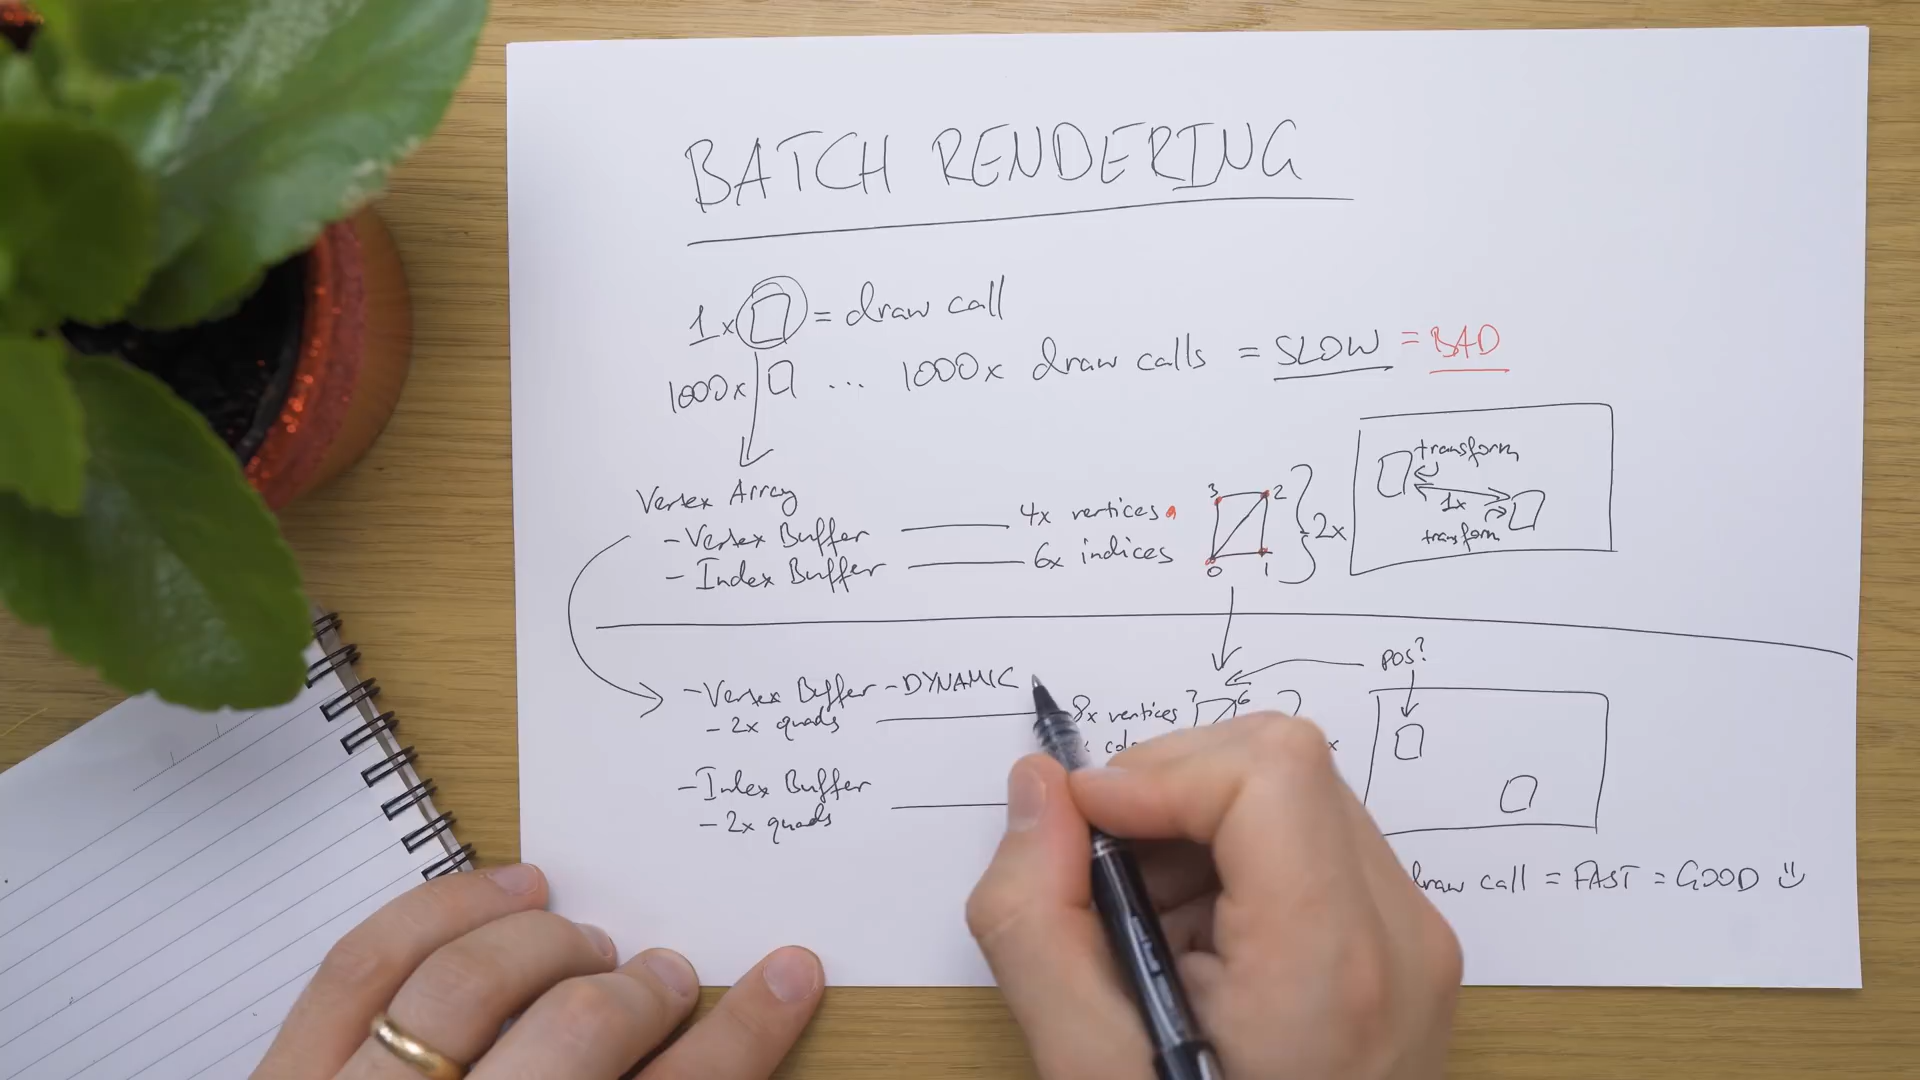 BATCH RENDERING
1x = draw call
1000x ... 1000x draw calls = SLOW = BAD
Vertex Array
- Vertex Buffer 4x vertices
- Index Buffer 6x indices
3 2
0 1
2x
transform
1x
transform
- Vertex Buffer - DYNAMIC
- 2x quads 8x vertices
7 6
- Index Buffer
- 2x quads
POS?
draw call = FAST = GOOD